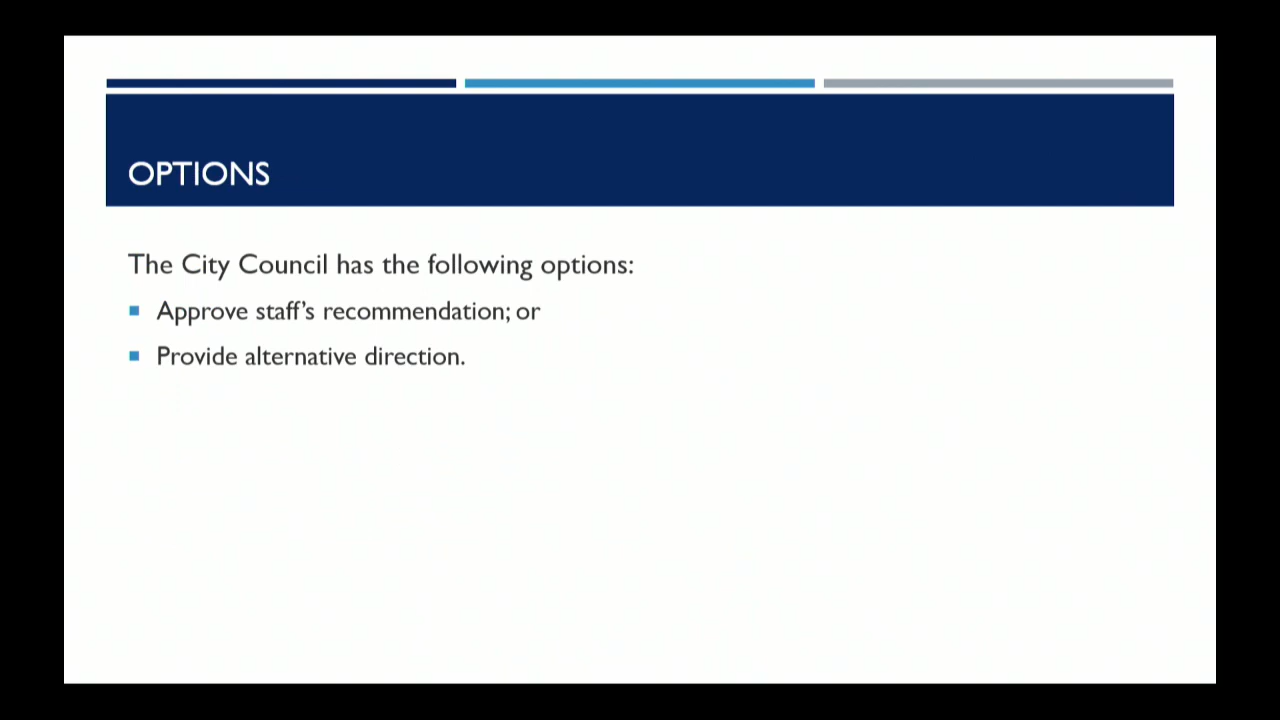 OPTIONS
The City Council has the following options:
Approve staff’s recommendation; or
Provide alternative direction.